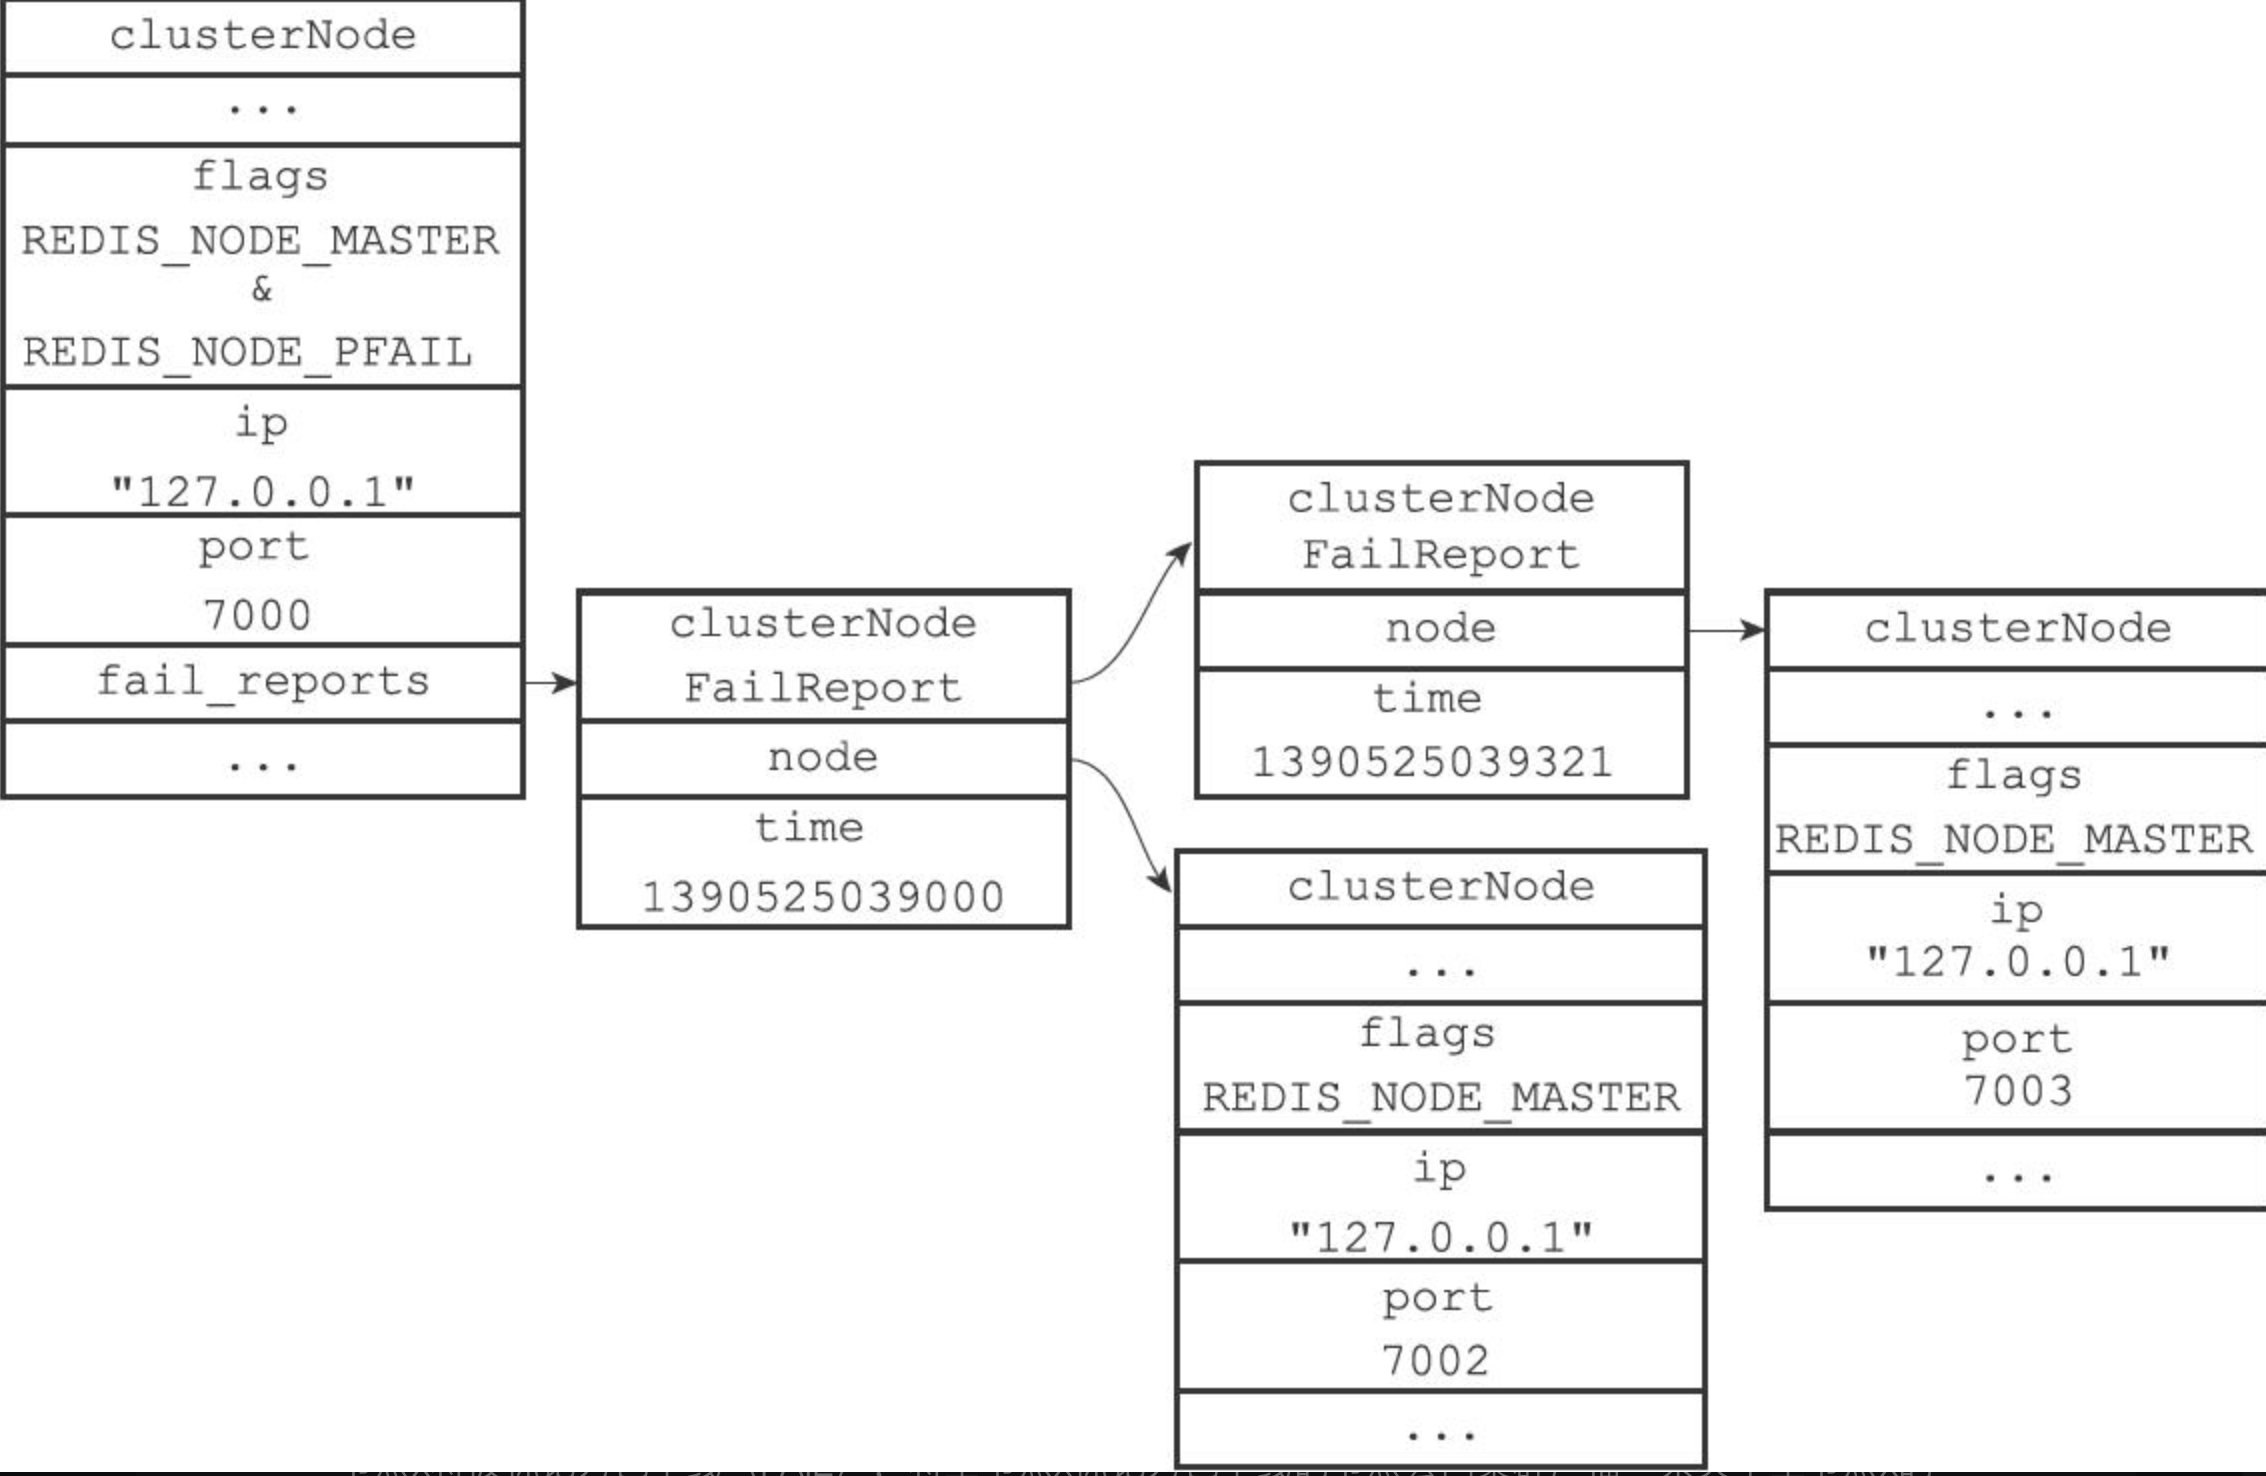 clusterNode
...
flags
REDIS_NODE_MASTER
&
REDIS_NODE_PFAIL
ip
"127.0.0.1"
port
7000
fail_reports
...
clusterNode
FailReport
node
time
1390525039000
clusterNode
FailReport
node
time
1390525039321
clusterNode
...
flags
REDIS_NODE_MASTER
ip
"127.0.0.1"
port
7002
...
clusterNode
...
flags
REDIS_NODE_MASTER
ip
"127.0.0.1"
port
7003
...